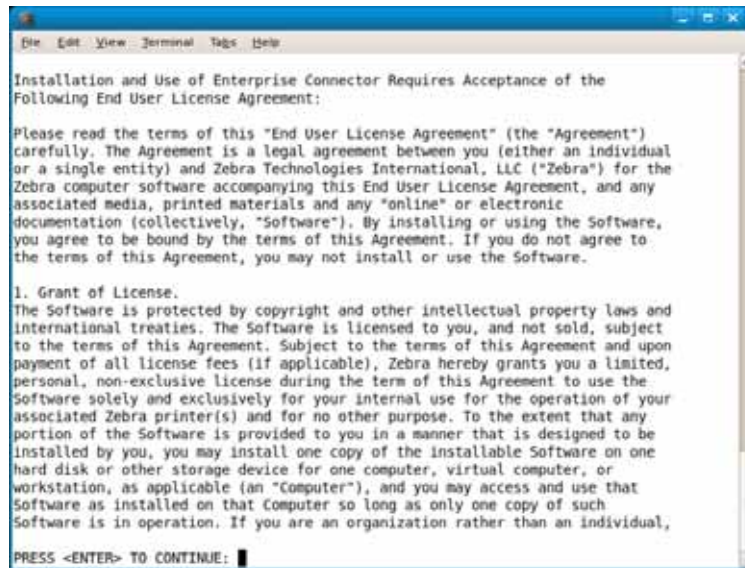 File Edit View Terminal Tabs Help
Installation and Use of Enterprise Connector Requires Acceptance of the
Following End User License Agreement:
Please read the terms of this "End User License Agreement" (the "Agreement")
carefully. The Agreement is a legal agreement between you (either an individual
or a single entity) and Zebra Technologies International, LLC ("Zebra") for the
Zebra computer software accompanying this End User License Agreement, and any
associated media, printed materials and any "online" or electronic
documentation (collectively, "Software"). By installing or using the Software,
you agree to be bound by the terms of this Agreement. If you do not agree to
the terms of this Agreement, you may not install or use the Software.
1. Grant of License.
The Software is protected by copyright and other intellectual property laws and
international treaties. The Software is licensed to you, and not sold, subject
to the terms of this Agreement. Subject to the terms of this Agreement and upon
payment of all license fees (if applicable), Zebra hereby grants you a limited,
personal, non-exclusive license during the term of this Agreement to use the
Software solely and exclusively for your internal use for the operation of your
associated Zebra printer(s) and for no other purpose. To the extent that any
portion of the Software is provided to you in a manner that is designed to be
installed by you, you may install one copy of the installable Software on one
hard disk or other storage device for one computer, virtual computer, or
workstation, as applicable (an "Computer"), and you may access and use that
Software as installed on that Computer so long as only one copy of such
Software is in operation. If you are an organization rather than an individual,
PRESS <ENTER> TO CONTINUE: